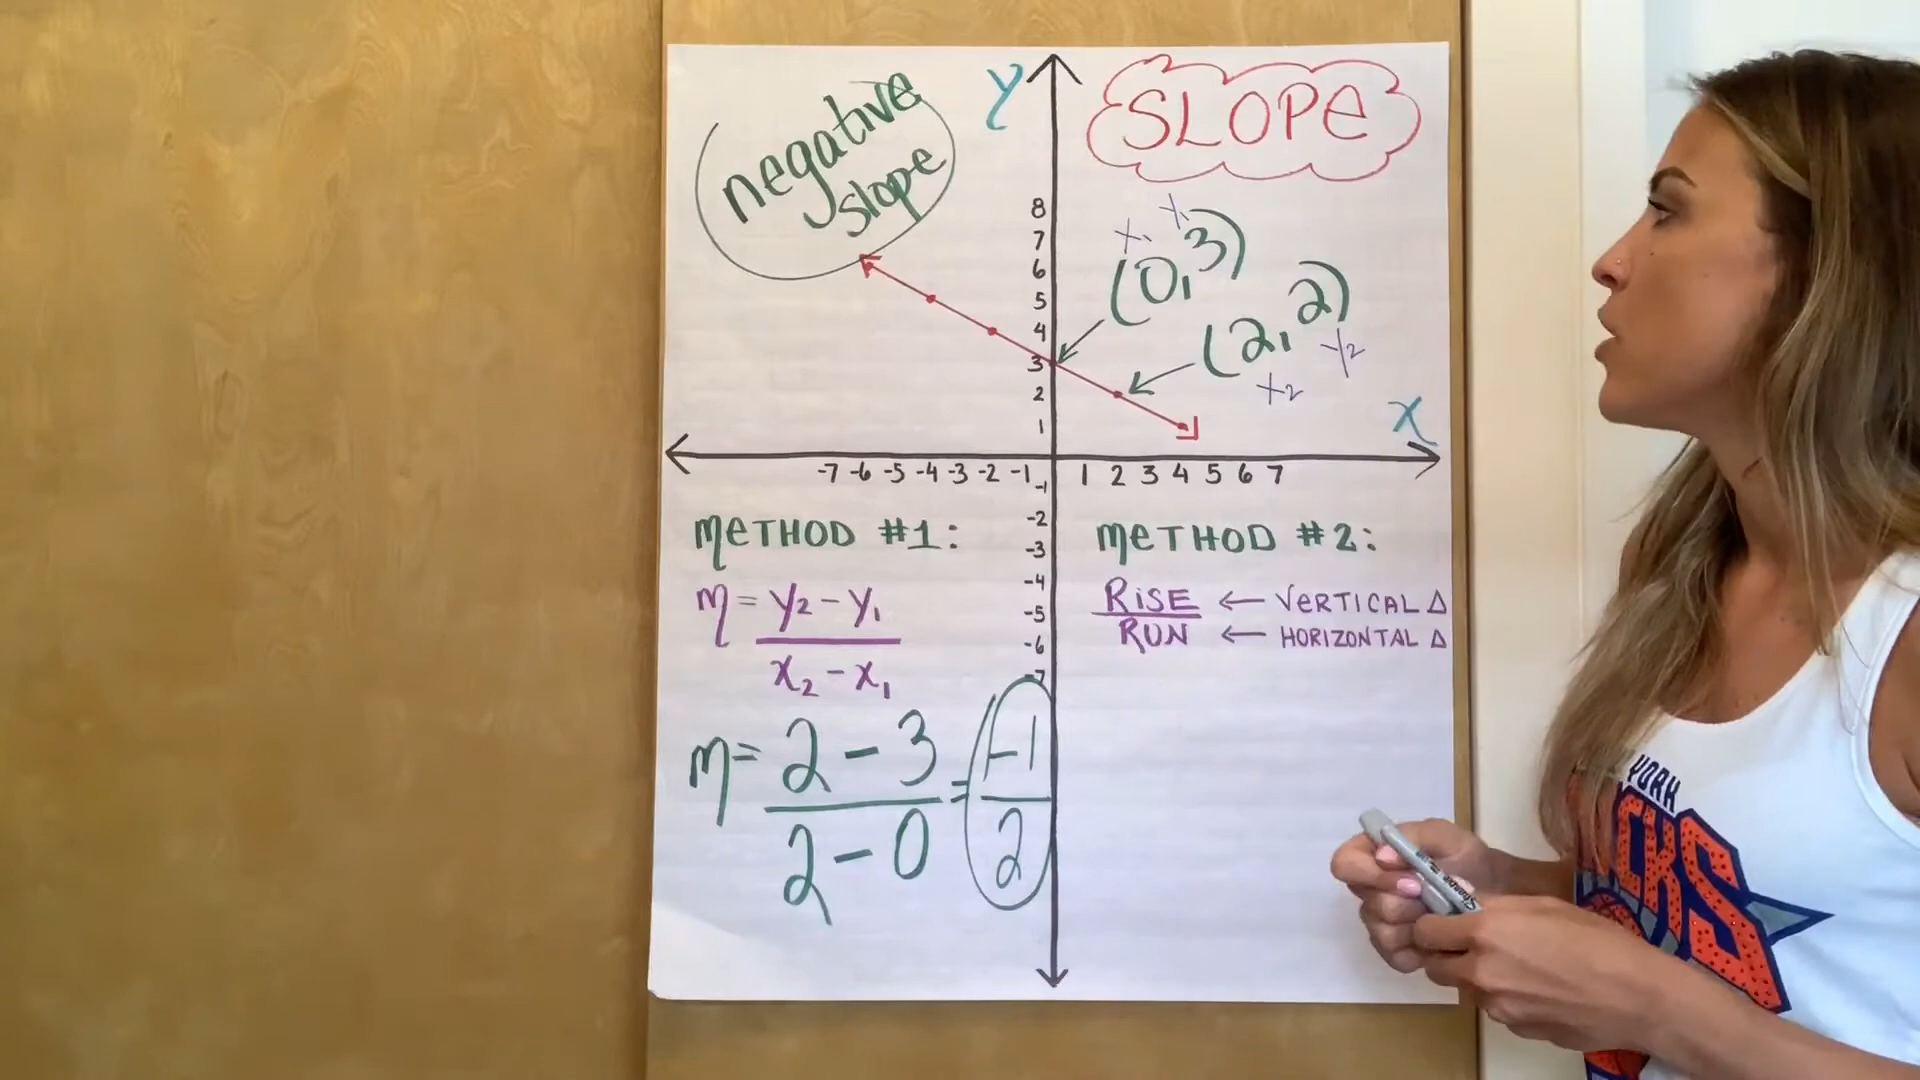 negative
slope
y
SLOPE
8
7
6
5
4
3
2
1
x₁ y₁
(0, 3)
(2, 2)
x₂ y₂
x
-7 -6 -5 -4 -3 -2 -1 1 2 3 4 5 6 7
-1
-2
-3
-4
-5
-6
-7
METHOD #1:
m = y₂ - y₁
x₂ - x₁
m = 2 - 3 = -1
2 - 0 2
METHOD #2:
RISE ← VERTICAL Δ
RUN ← HORIZONTAL Δ
YORK
Sharpie